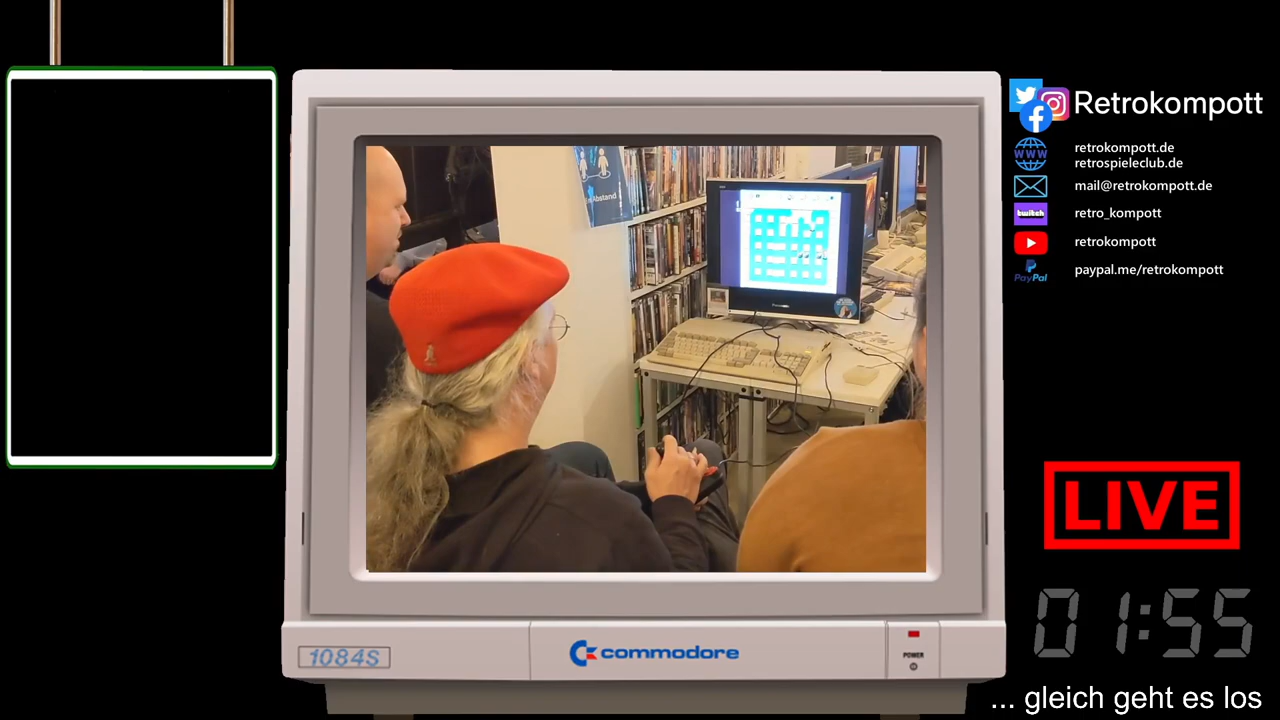 Retrokompott
WWW
retrokompott.de
retrospieleclub.de
mail@retrokompott.de
twitch
retro_kompott
retrokompott
PayPal
paypal.me/retrokompott
Abstand
LIVE
01:55
... gleich geht es los
1084S
commodore
POWER